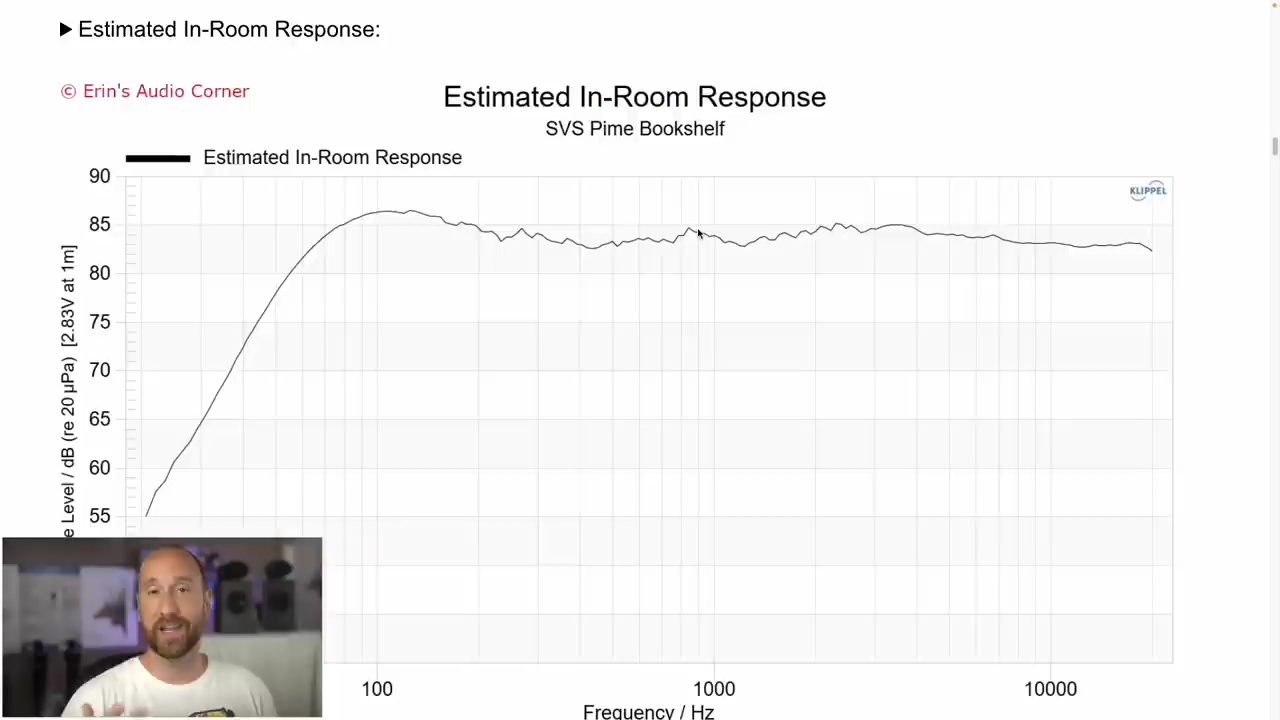 ▶ Estimated In-Room Response:
© Erin's Audio Corner
Estimated In-Room Response
SVS Pime Bookshelf
Estimated In-Room Response
KLIPPEL
90
85
80
75
70
65
60
55
e Level / dB (re 20 µPa) [2.83V at 1m]
100
1000
10000
Frequency / Hz